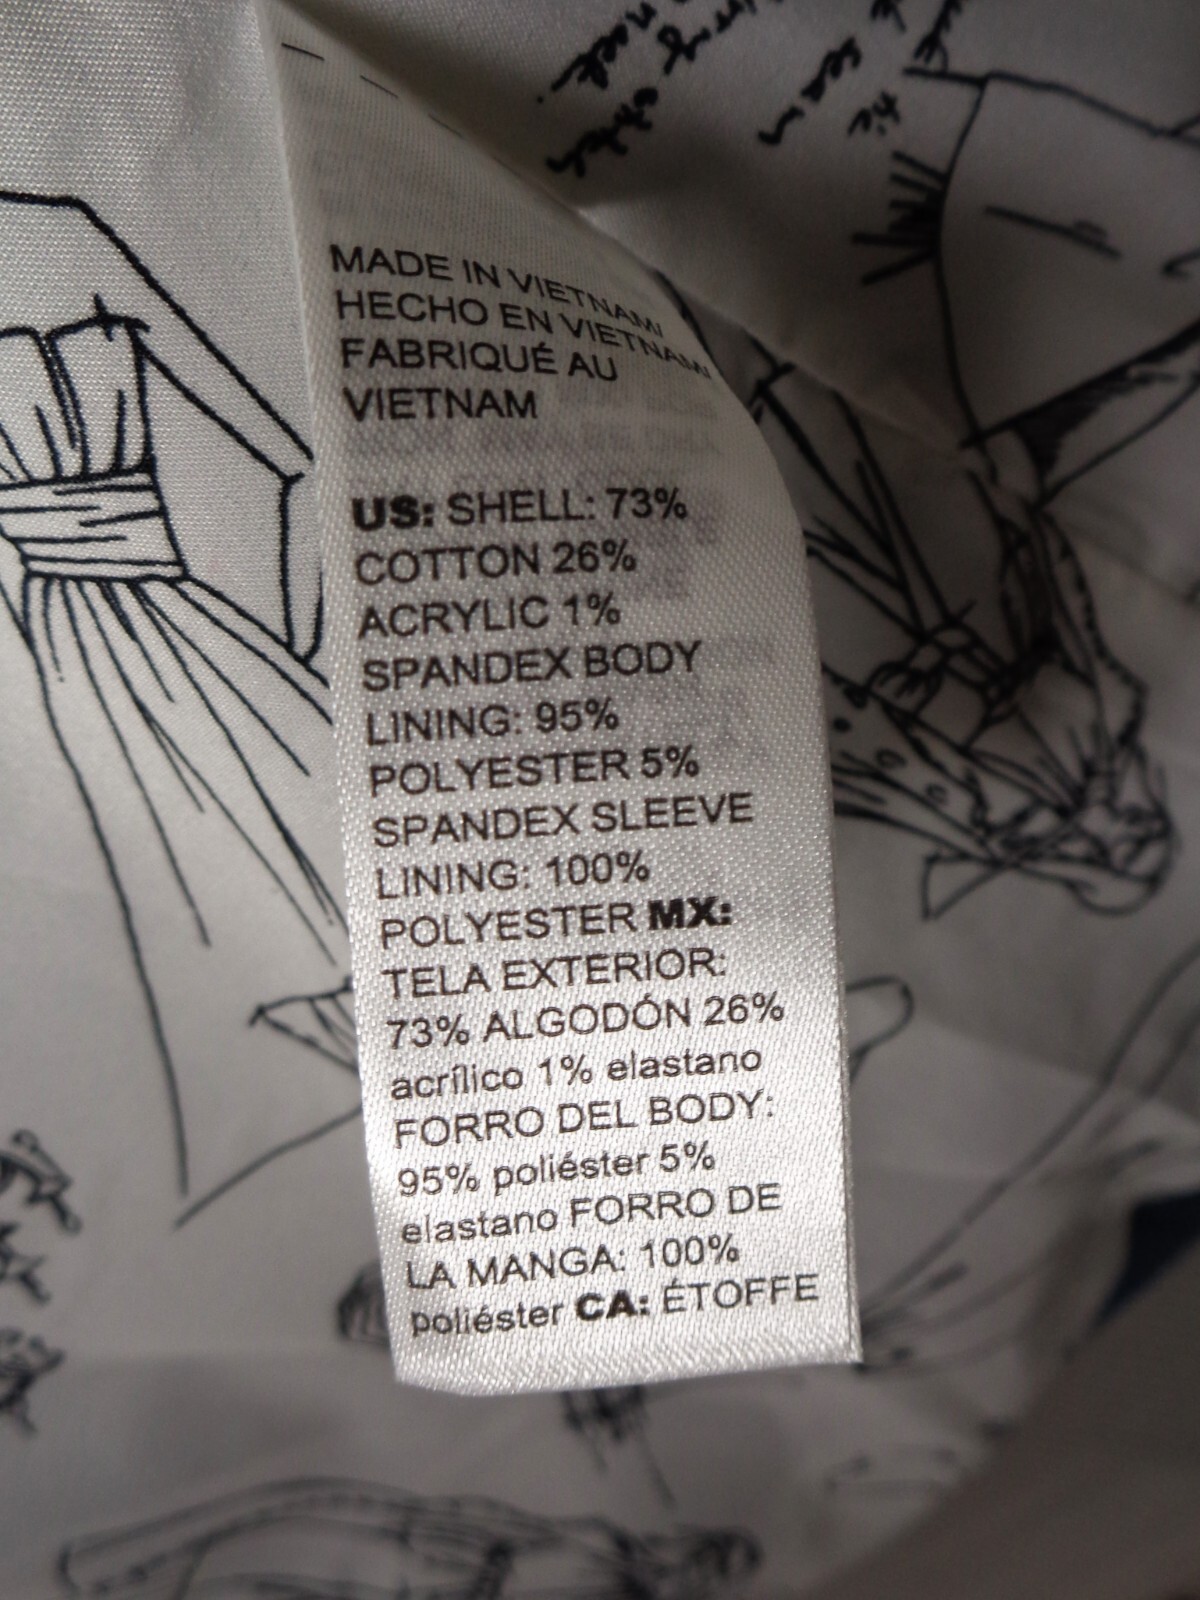 MADE IN VIETNAM
HECHO EN VIETNAM
FABRIQUÉ AU
VIETNAM
US: SHELL: 73%
COTTON 26%
ACRYLIC 1%
SPANDEX BODY
LINING: 95%
POLYESTER 5%
SPANDEX SLEEVE
LINING: 100%
POLYESTER MX:
TELA EXTERIOR:
73% ALGODÓN 26%
acrílico 1% elastano
FORRO DEL BODY:
95% poliéster 5%
elastano FORRO DE
LA MANGA: 100%
poliéster CA: ÉTOFFE